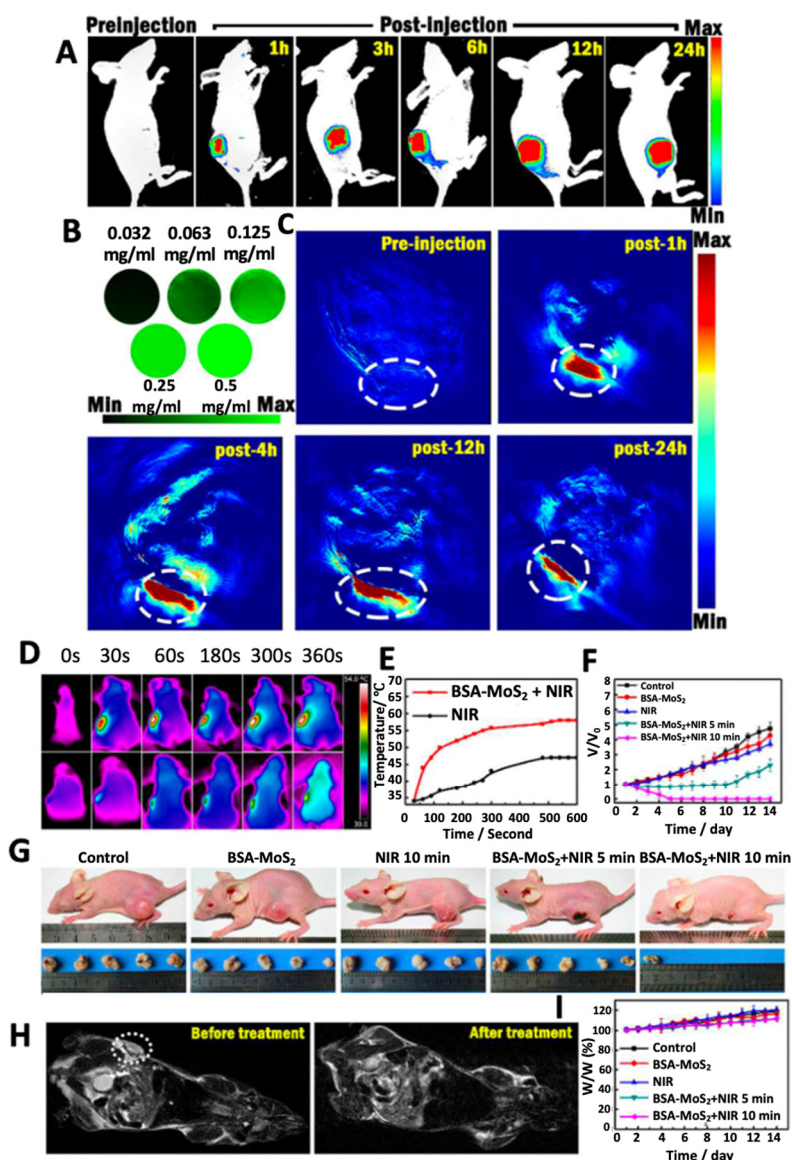 Preinjection
Post-injection
Max
A
1h
3h
6h
12h
24h
Min
B
0.032 mg/ml
0.063 mg/ml
0.125 mg/ml
0.25 mg/ml
0.5 mg/ml
Min
Max
C
Pre-injection
post-1h
Max
post-4h
post-12h
post-24h
Min
D
0s
30s
60s
180s
300s
360s
54.0 °C
30.0
E
70
65
60
55
50
45
40
35
Temperature/ °C
BSA-MoS₂ + NIR
NIR
0
100
200
300
400
500
600
Time / Second
F
8
7
6
5
4
3
2
1
0
V/V₀
Control
BSA-MoS₂
NIR
BSA-MoS₂+NIR 5 min
BSA-MoS₂+NIR 10 min
0
2
4
6
8
10
12
14
Time / day
G
Control
BSA-MoS₂
NIR 10 min
BSA-MoS₂+NIR 5 min
BSA-MoS₂+NIR 10 min
H
Before treatment
After treatment
I
120
100
80
60
40
20
0
W/W (%)
Control
BSA-MoS₂
NIR
BSA-MoS₂+NIR 5 min
BSA-MoS₂+NIR 10 min
0
2
4
6
8
10
12
14
Time / day